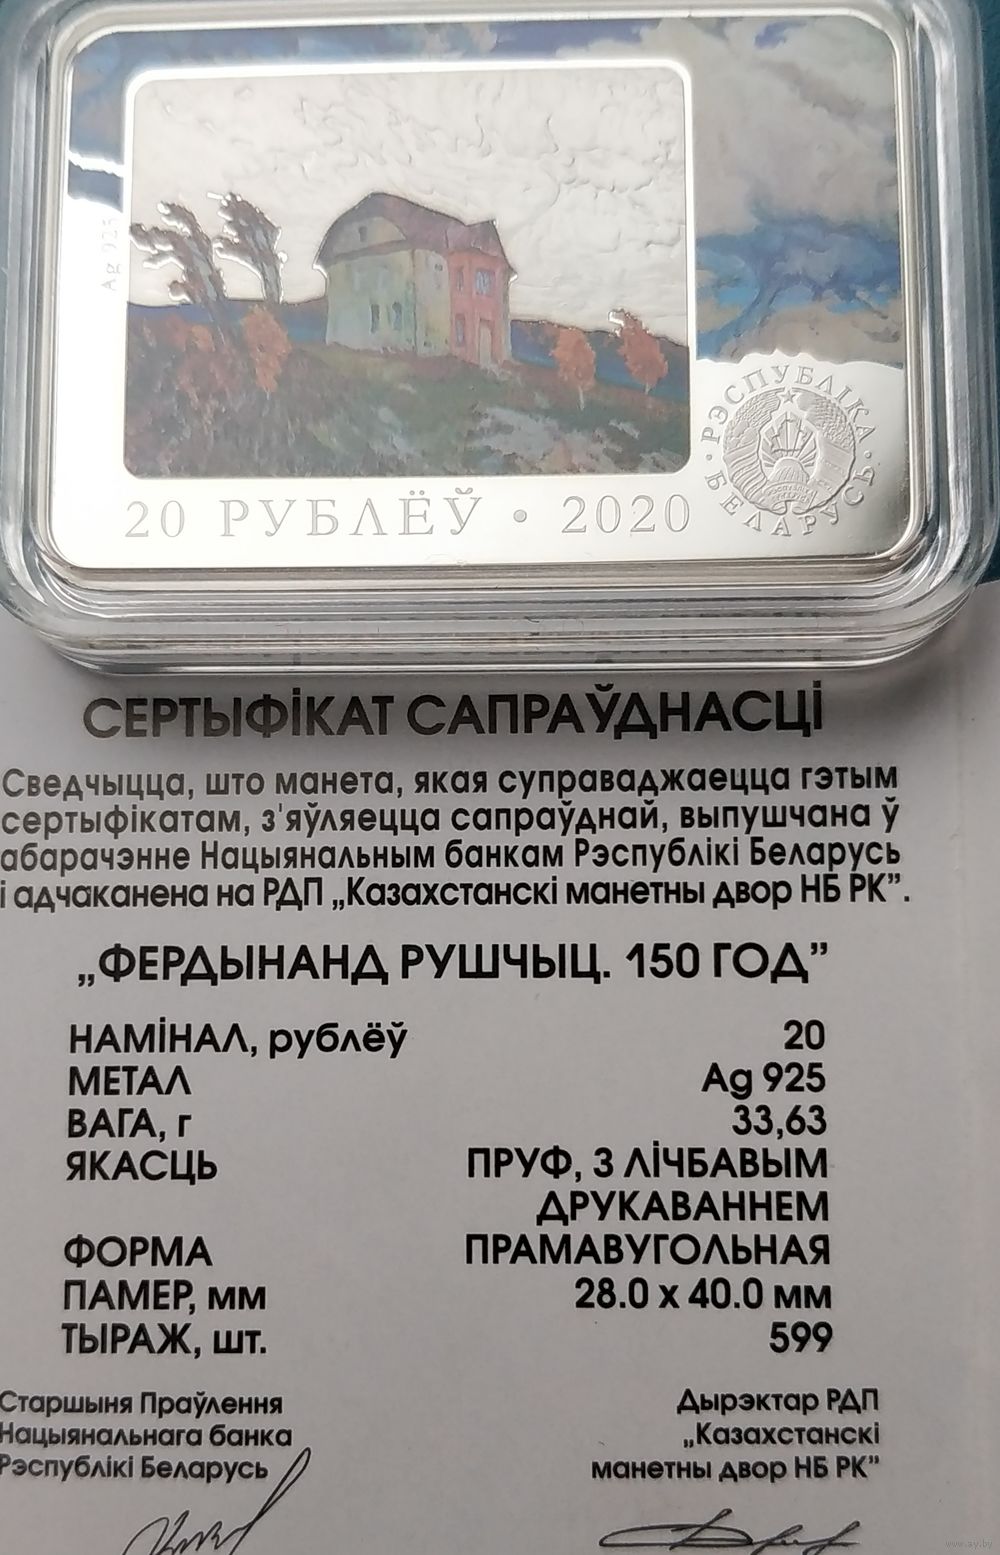 Ag 925
РЭСПУБЛІКА
· БЕЛАРУСЬ ·
20 РУБЛЁЎ • 2020
СЕРТЫФІКАТ САПРАЎДНАСЦІ
Сведчыцца, што манета, якая суправаджаецца гэтым
сертыфікатам, з'яўляецца сапраўднай, выпушчана ў
абарачэнне Нацыянальным банкам Рэспублікі Беларусь
і адчаканена на РДП „Казахстанскі манетны двор НБ РК”.
„ФЕРДЫНАНД РУШЧЫЦ. 150 ГОД”
НАМІНАЛ, рублёў 20
МЕТАЛ Ag 925
ВАГА, г 33,63
ЯКАСЦЬ ПРУФ, З ЛІЧБАВЫМ
ДРУКАВАННЕМ
ФОРМА ПРАМАВУГОЛЬНАЯ
ПАМЕР, мм 28.0 х 40.0 мм
ТЫРАЖ, шт. 599
Старшыня Праўлення
Нацыянальнага банка
Рэспублікі Беларусь
Дырэктар РДП
„Казахстанскі
манетны двор НБ РК”
www.ay.by